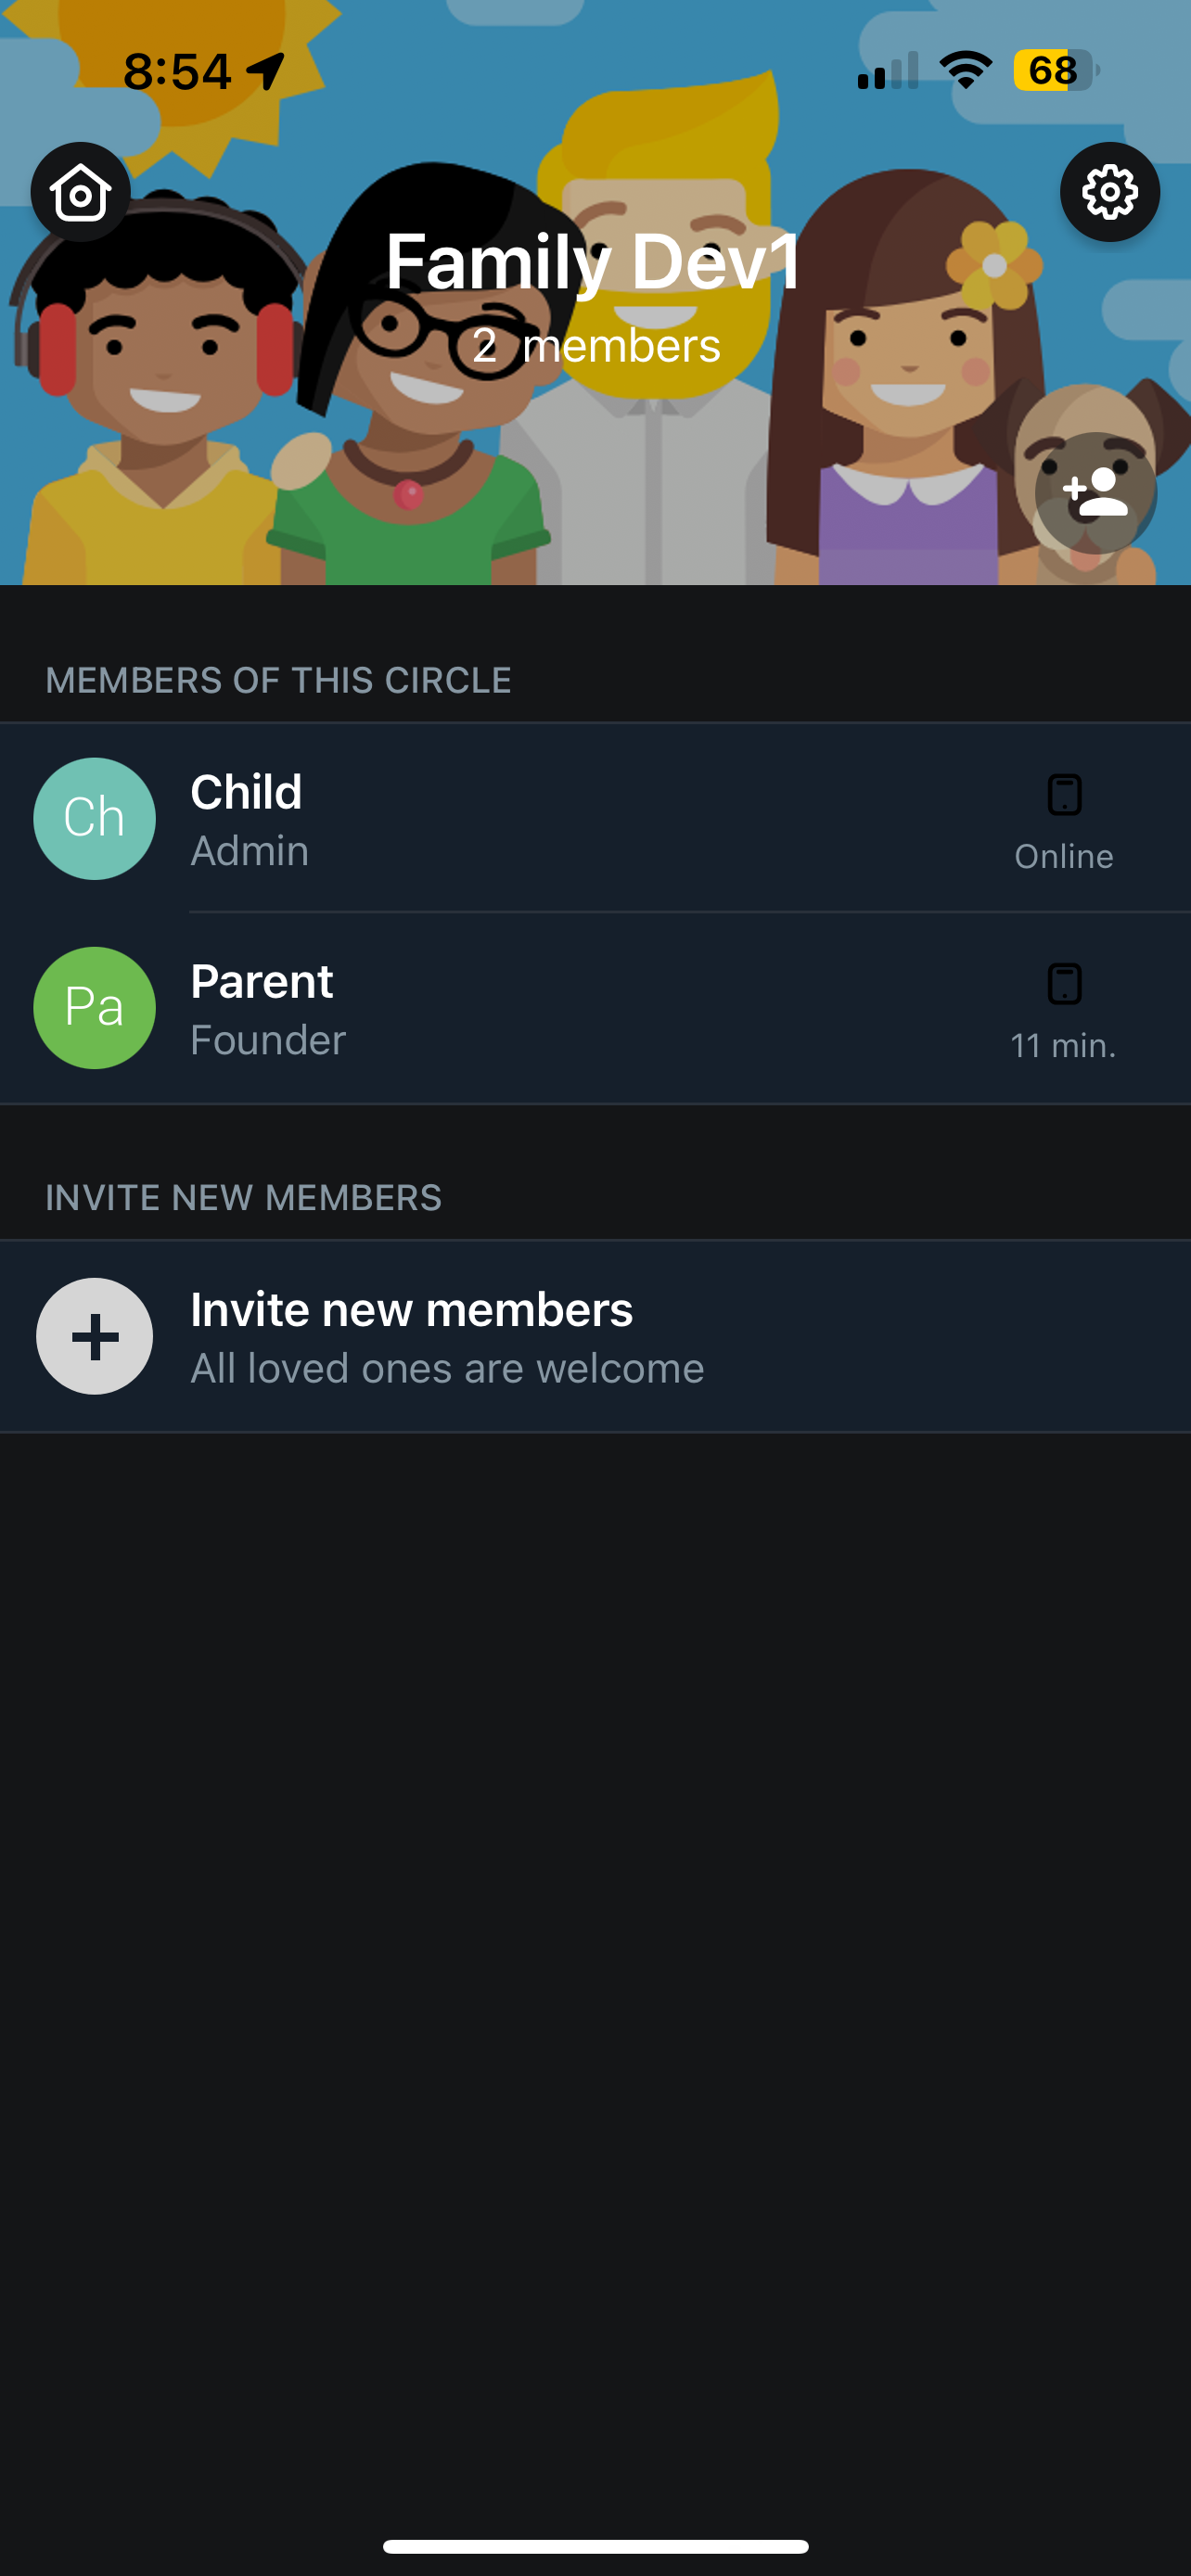 8:54
68
Family Dev1
2 members
MEMBERS OF THIS CIRCLE
Ch
Child
Admin
Online
Pa
Parent
Founder
11 min.
INVITE NEW MEMBERS
Invite new members
All loved ones are welcome